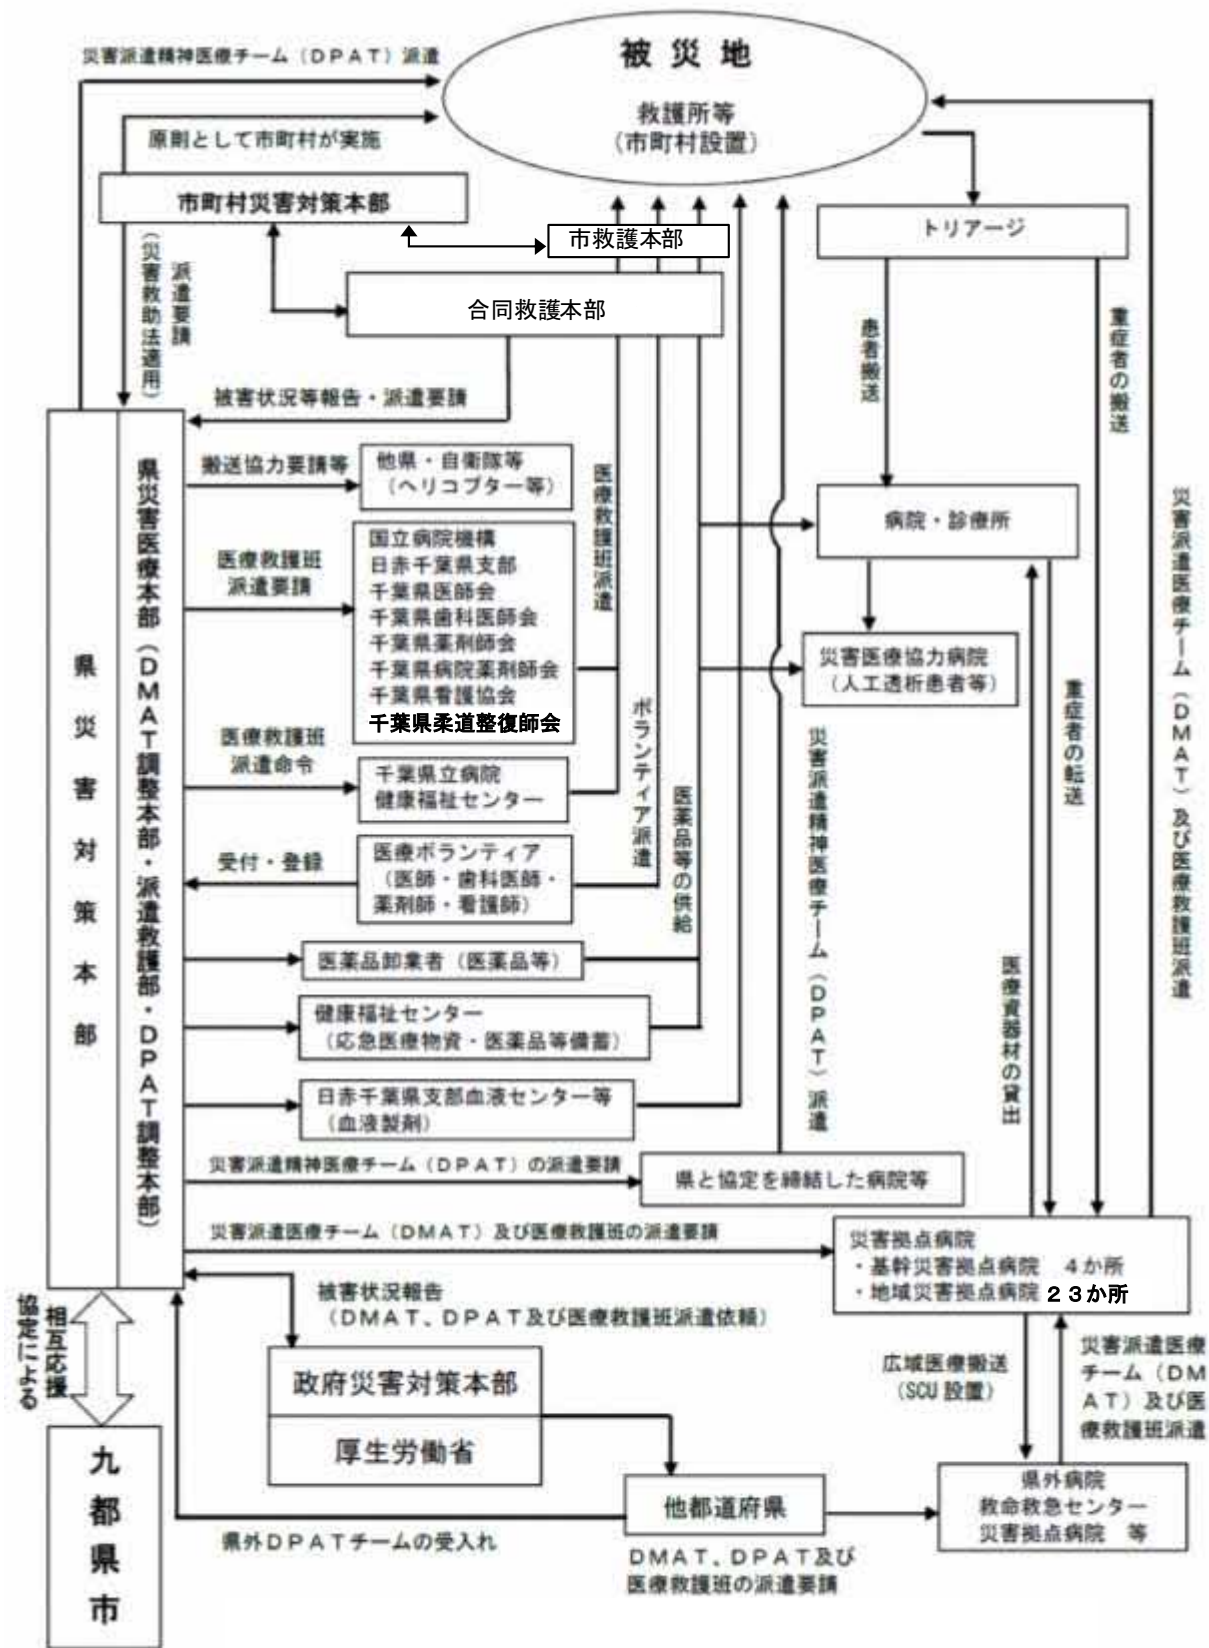 災害派遣精神医療チーム（ＤＰＡＴ）派遣
被災地
救護所等
（市町村設置）
原則として市町村が実施
市町村災害対策本部
市救護本部
トリアージ
合同救護本部
派遣要請
（災害救助法適用）
患者搬送
重症者の搬送
被害状況等報告・派遣要請
県災害対策本部
県災害医療本部（ＤＭＡＴ調整本部・派遣救護部・ＤＰＡＴ調整本部）
搬送協力要請等
他県・自衛隊等
（ヘリコプター等）
医療救護班派遣
病院・診療所
災害派遣医療チーム（ＤＭＡＴ）及び医療救護班派遣
医療救護班
派遣要請
国立病院機構
日赤千葉県支部
千葉県医師会
千葉県歯科医師会
千葉県薬剤師会
千葉県病院薬剤師会
千葉県看護協会
千葉県柔道整復師会
災害医療協力病院
（人工透析患者等）
重症者の転送
ボランティア派遣
医療救護班
派遣命令
千葉県立病院
健康福祉センター
医薬品等の供給
災害派遣精神医療チーム（ＤＰＡＴ）派遣
受付・登録
医療ボランティア
（医師・歯科医師・
薬剤師・看護師）
医薬品卸業者（医薬品等）
医療資器材の貸出
健康福祉センター
（応急医療物資・医薬品等備蓄）
日赤千葉県支部血液センター等
（血液製剤）
災害派遣精神医療チーム（ＤＰＡＴ）の派遣要請
県と協定を締結した病院等
災害派遣医療チーム（ＤＭＡＴ）及び医療救護班の派遣要請
災害拠点病院
・基幹災害拠点病院　４か所
・地域災害拠点病院 ２３か所
被害状況報告
（ＤＭＡＴ、ＤＰＡＴ及び医療救護班派遣依頼）
相互応援
協定による
政府災害対策本部
厚生労働省
広域医療搬送
（SCU 設置）
災害派遣医療
チーム（ＤＭ
ＡＴ）及び医
療救護班派遣
九都県市
他都道府県
県外病院
救命救急センター
災害拠点病院　等
県外ＤＰＡＴチームの受入れ
ＤＭＡＴ、ＤＰＡＴ及び
医療救護班の派遣要請